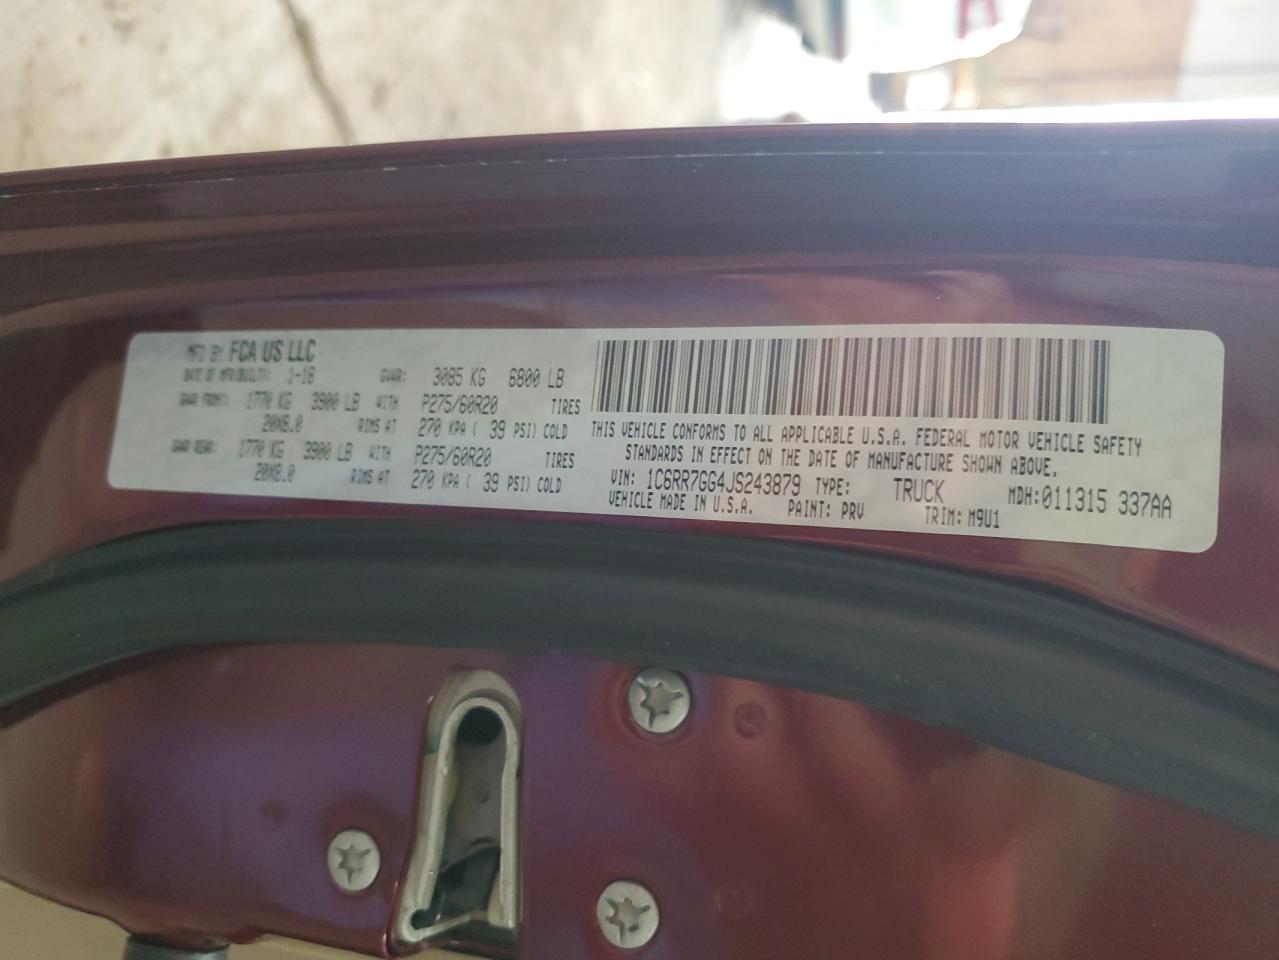 MFD BY FCA US LLC
DATE OF MFR/BUILT: 1-18 GVWR: 3085 KG 6800 LB
GAWR FRONT: 1770 KG 3900 LB WITH P275/60R20 TIRES
20X8.0 RIMS AT 270 KPA ( 39 PSI) COLD
GAWR REAR: 1770 KG 3900 LB WITH P275/60R20 TIRES
20X8.0 RIMS AT 270 KPA ( 39 PSI) COLD
THIS VEHICLE CONFORMS TO ALL APPLICABLE U.S.A. FEDERAL MOTOR VEHICLE SAFETY
STANDARDS IN EFFECT ON THE DATE OF MANUFACTURE SHOWN ABOVE.
VIN: 1C6RR7GG4JS243879 TYPE: TRUCK MDH:011315 337AA
VEHICLE MADE IN U.S.A. PAINT: PRV TRIM: M9U1